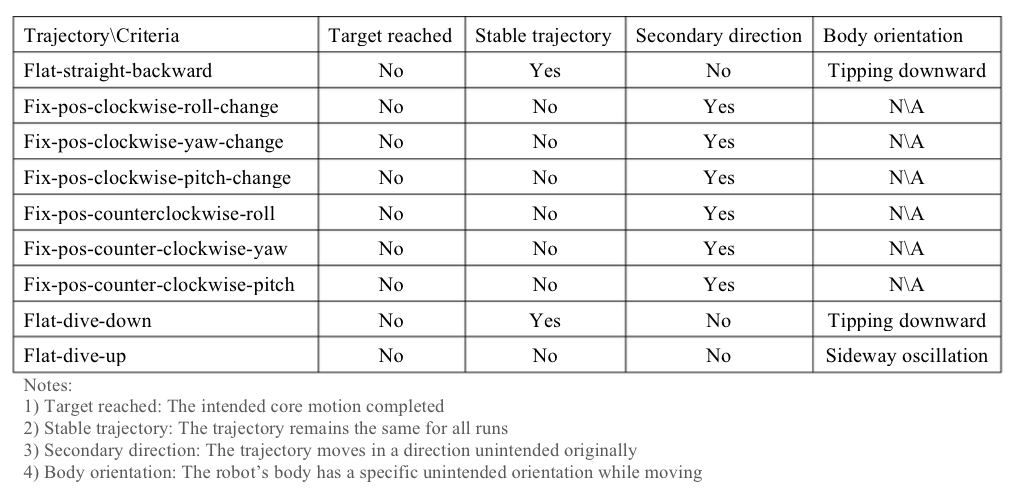 Trajectory\Criteria Target reached Stable trajectory Secondary direction Body orientation
Flat-straight-backward No Yes No Tipping downward
Fix-pos-clockwise-roll-change No No Yes N\A
Fix-pos-clockwise-yaw-change No No Yes N\A
Fix-pos-clockwise-pitch-change No No Yes N\A
Fix-pos-counterclockwise-roll No No Yes N\A
Fix-pos-counter-clockwise-yaw No No Yes N\A
Fix-pos-counter-clockwise-pitch No No Yes N\A
Flat-dive-down No Yes No Tipping downward
Flat-dive-up No No No Sideway oscillation
Notes:
1) Target reached: The intended core motion completed
2) Stable trajectory: The trajectory remains the same for all runs
3) Secondary direction: The trajectory moves in a direction unintended originally
4) Body orientation: The robot’s body has a specific unintended orientation while moving